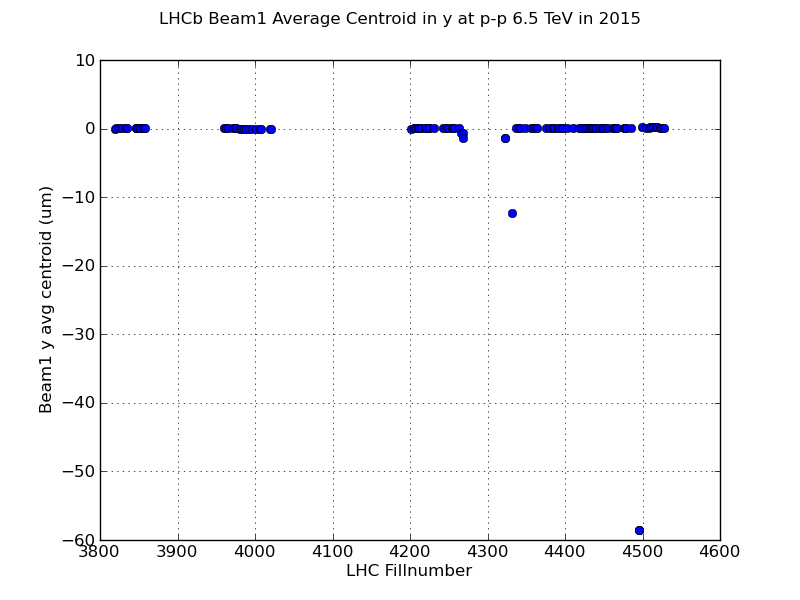 LHCb Beam1 Average Centroid in y at p-p 6.5 TeV in 2015
10
0
−10
−20
−30
−40
−50
−60
Beam1 y avg centroid (um)
3800 3900 4000 4100 4200 4300 4400 4500 4600
LHC Fillnumber